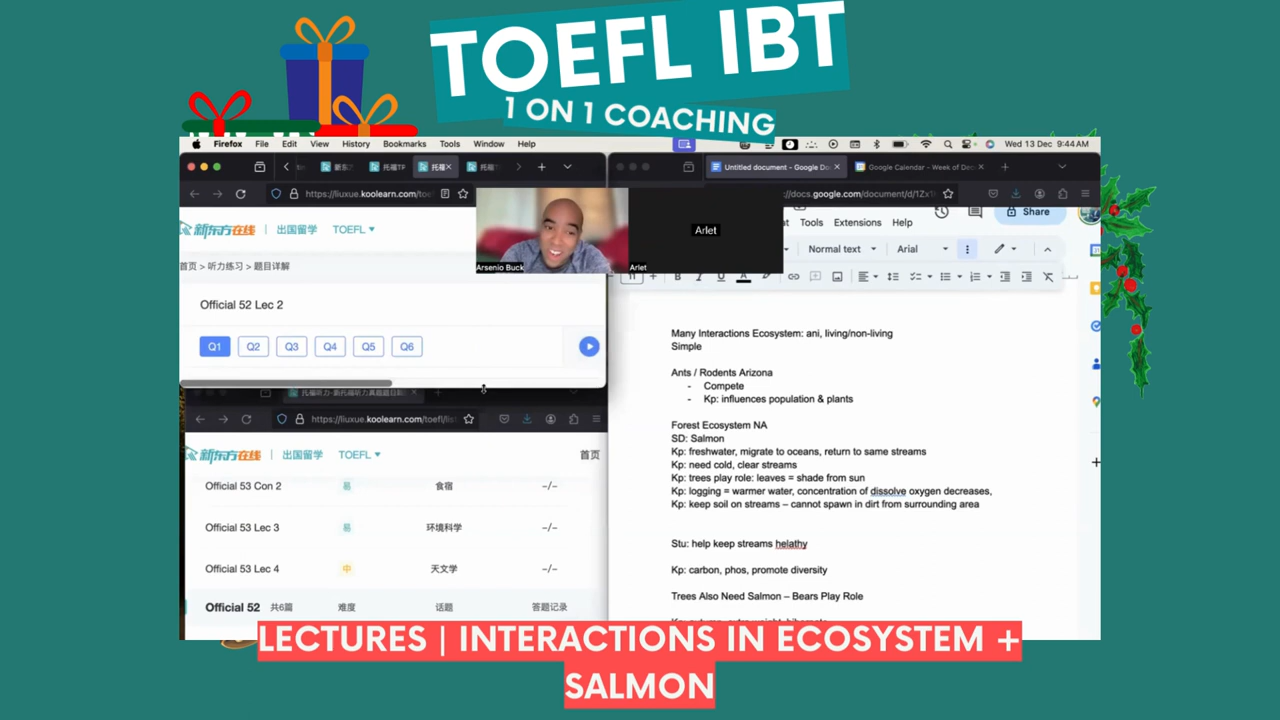 TOEFL IBT
1 ON 1 COACHING
Firefox File Edit View History Bookmarks Tools Window Help
Wed 13 Dec 9:44 AM
托福TP
托福
托福
https://liuxue.koolearn.com/toe
新东方在线 | 出国留学 TOEFL
首页 > 听力练习 > 题目详解
Official 52 Lec 2
Q1 Q2 Q3 Q4 Q5 Q6
Arsenio Buck
Arlet
Arlet
https://liuxue.koolearn.com/toefl/lis
新东方在线 | 出国留学 TOEFL 首页
Official 53 Con 2 易 食宿 –/–
Official 53 Lec 3 易 环境科学 –/–
Official 53 Lec 4 中 天文学 –/–
Official 52 共6篇 难度 话题 答题记录
Untitled document - Google Do
Google Calendar - Week of Dec
://docs.google.com/document/d/1Zx1
Tools Extensions Help
Share
Normal text Arial
Many Interactions Ecosystem: ani, living/non-living
Simple
Ants / Rodents Arizona
- Compete
- Kp: influences population & plants
Forest Ecosystem NA
SD: Salmon
Kp: freshwater, migrate to oceans, return to same streams
Kp: need cold, clear streams
Kp: trees play role: leaves = shade from sun
Kp: logging = warmer water, concentration of dissolve oxygen decreases,
Kp: keep soil on streams – cannot spawn in dirt from surrounding area
Stu: help keep streams helathy
Kp: carbon, phos, promote diversity
Trees Also Need Salmon – Bears Play Role
LECTURES | INTERACTIONS IN ECOSYSTEM +
SALMON